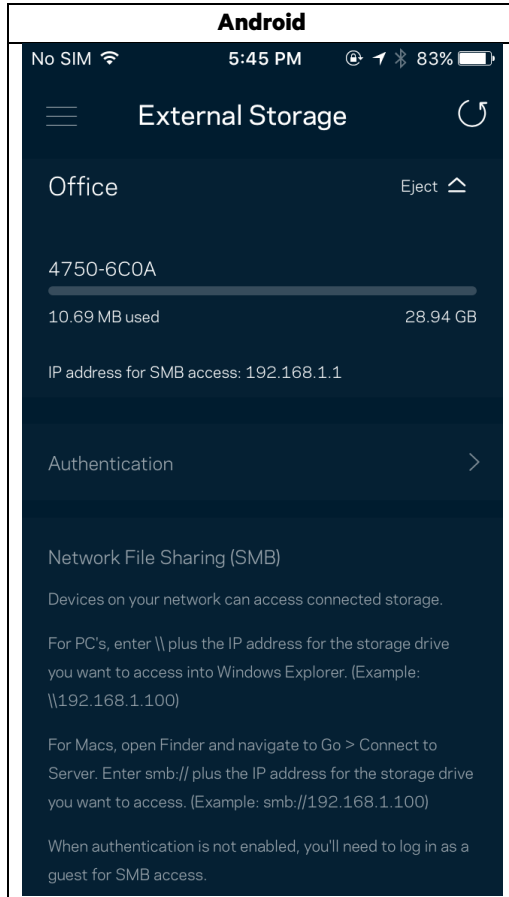 Android
No SIM 5:45 PM 83%
External Storage
Office Eject
4750-6C0A
10.69 MB used 28.94 GB
IP address for SMB access: 192.168.1.1
Authentication
Network File Sharing (SMB)
Devices on your network can access connected storage.
For PC's, enter \\ plus the IP address for the storage drive
you want to access into Windows Explorer. (Example:
\\192.168.1.100)
For Macs, open Finder and navigate to Go > Connect to
Server. Enter smb:// plus the IP address for the storage drive
you want to access. (Example: smb://192.168.1.100)
When authentication is not enabled, you'll need to log in as a
guest for SMB access.